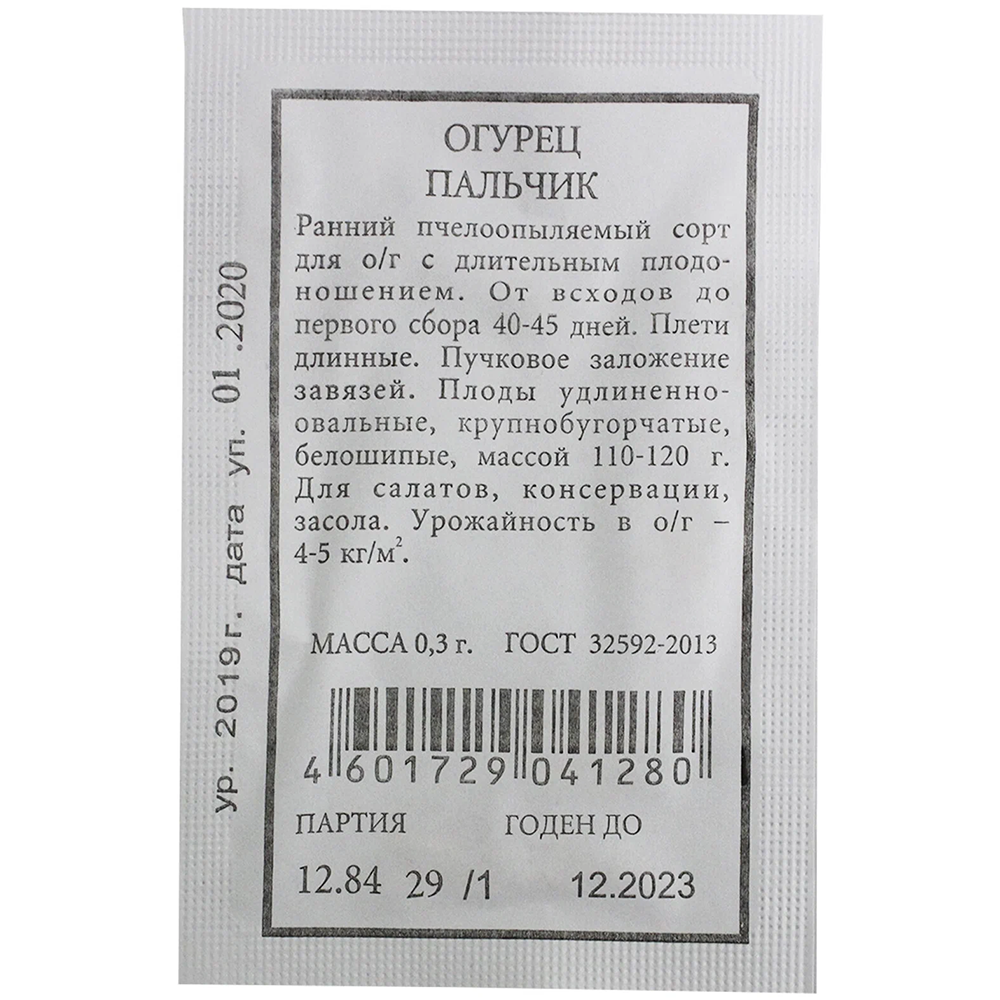 ОГУРЕЦ
ПАЛЬЧИК
Ранний пчелоопыляемый сорт
для о/г с длительным плодо-
ношением. От всходов до
первого сбора 40-45 дней. Плети
длинные. Пучковое заложение
завязей. Плоды удлиненно-
овальные, крупнобугорчатые,
белошипые, массой 110-120 г.
Для салатов, консервации,
засола. Урожайность в о/г –
4-5 кг/м².
МАССА 0,3 г. ГОСТ 32592-2013
4 601729 041280
ПАРТИЯ ГОДЕН ДО
12.84 29 /1 12.2023
ур. 2019 г. дата уп. 01 .2020